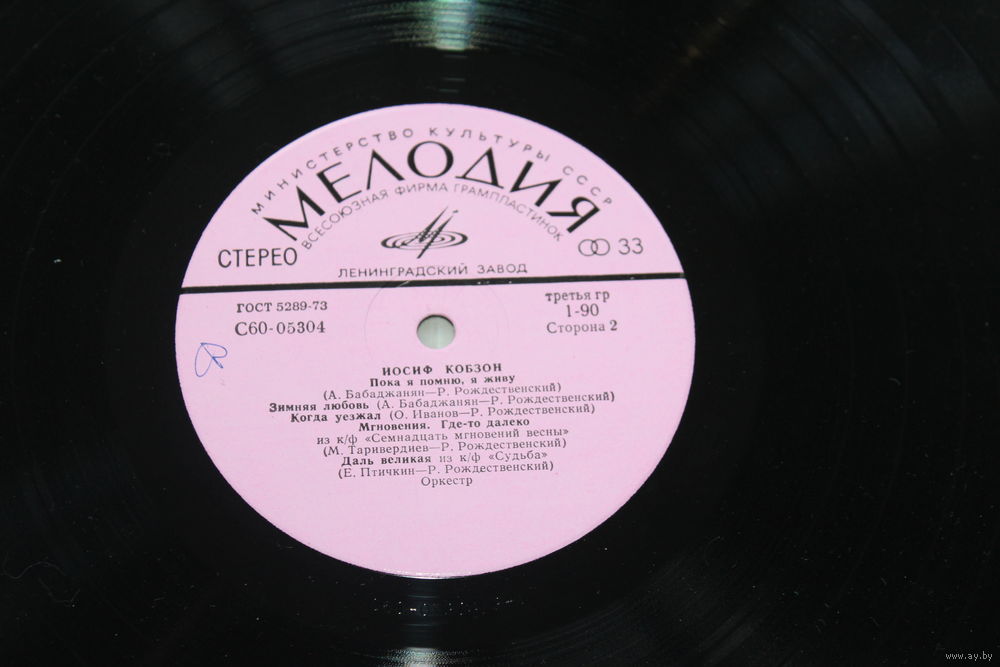 МИНИСТЕРСТВО КУЛЬТУРЫ СССР
МЕЛОДИЯ
ВСЕСОЮЗНАЯ ФИРМА ГРАМПЛАСТИНОК
СТЕРЕО
33
ЛЕНИНГРАДСКИЙ ЗАВОД
ГОСТ 5289-73
С60-05304
третья гр
1-90
Сторона 2
ИОСИФ КОБЗОН
Пока я помню, я живу
(А. Бабаджанян—Р. Рождественский)
Зимняя любовь (А. Бабаджанян—Р. Рождественский)
Когда уезжал (О. Иванов—Р. Рождественский)
Мгновения. Где-то далеко
из к/ф «Семнадцать мгновений весны»
(М. Таривердиев—Р. Рождественский)
Даль великая из к/ф «Судьба»
(Е. Птичкин—Р. Рождественский)
Оркестр
www.ay.by